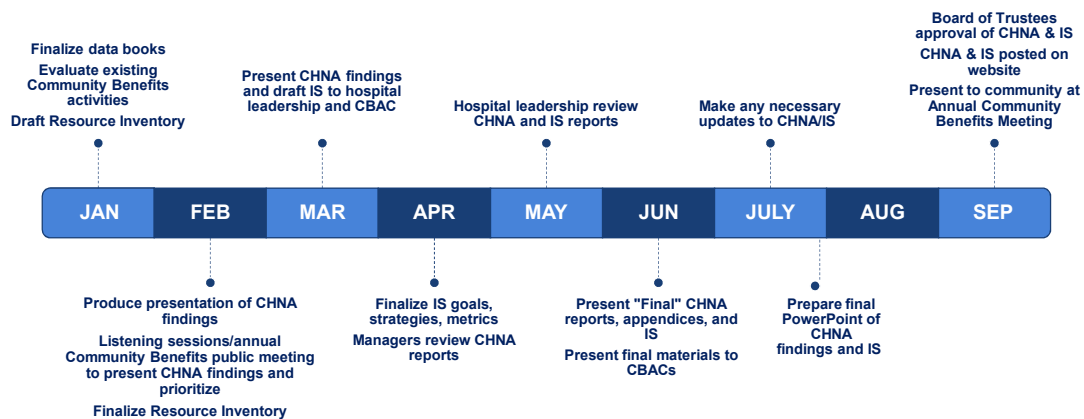 Finalize data books
Evaluate existing
Community Benefits
activities
Draft Resource Inventory
Present CHNA findings
and draft IS to hospital
leadership and CBAC
Hospital leadership review
CHNA and IS reports
Make any necessary
updates to CHNA/IS
Board of Trustees
approval of CHNA & IS
CHNA & IS posted on
website
Present to community at
Annual Community
Benefits Meeting
JAN
FEB
MAR
APR
MAY
JUN
JULY
AUG
SEP
Produce presentation of CHNA
findings
Listening sessions/annual
Community Benefits public meeting
to present CHNA findings and
prioritize
Finalize Resource Inventory
Finalize IS goals,
strategies, metrics
Managers review CHNA
reports
Present "Final" CHNA
reports, appendices, and
IS
Present final materials to
CBACs
Prepare final
PowerPoint of
CHNA
findings and IS